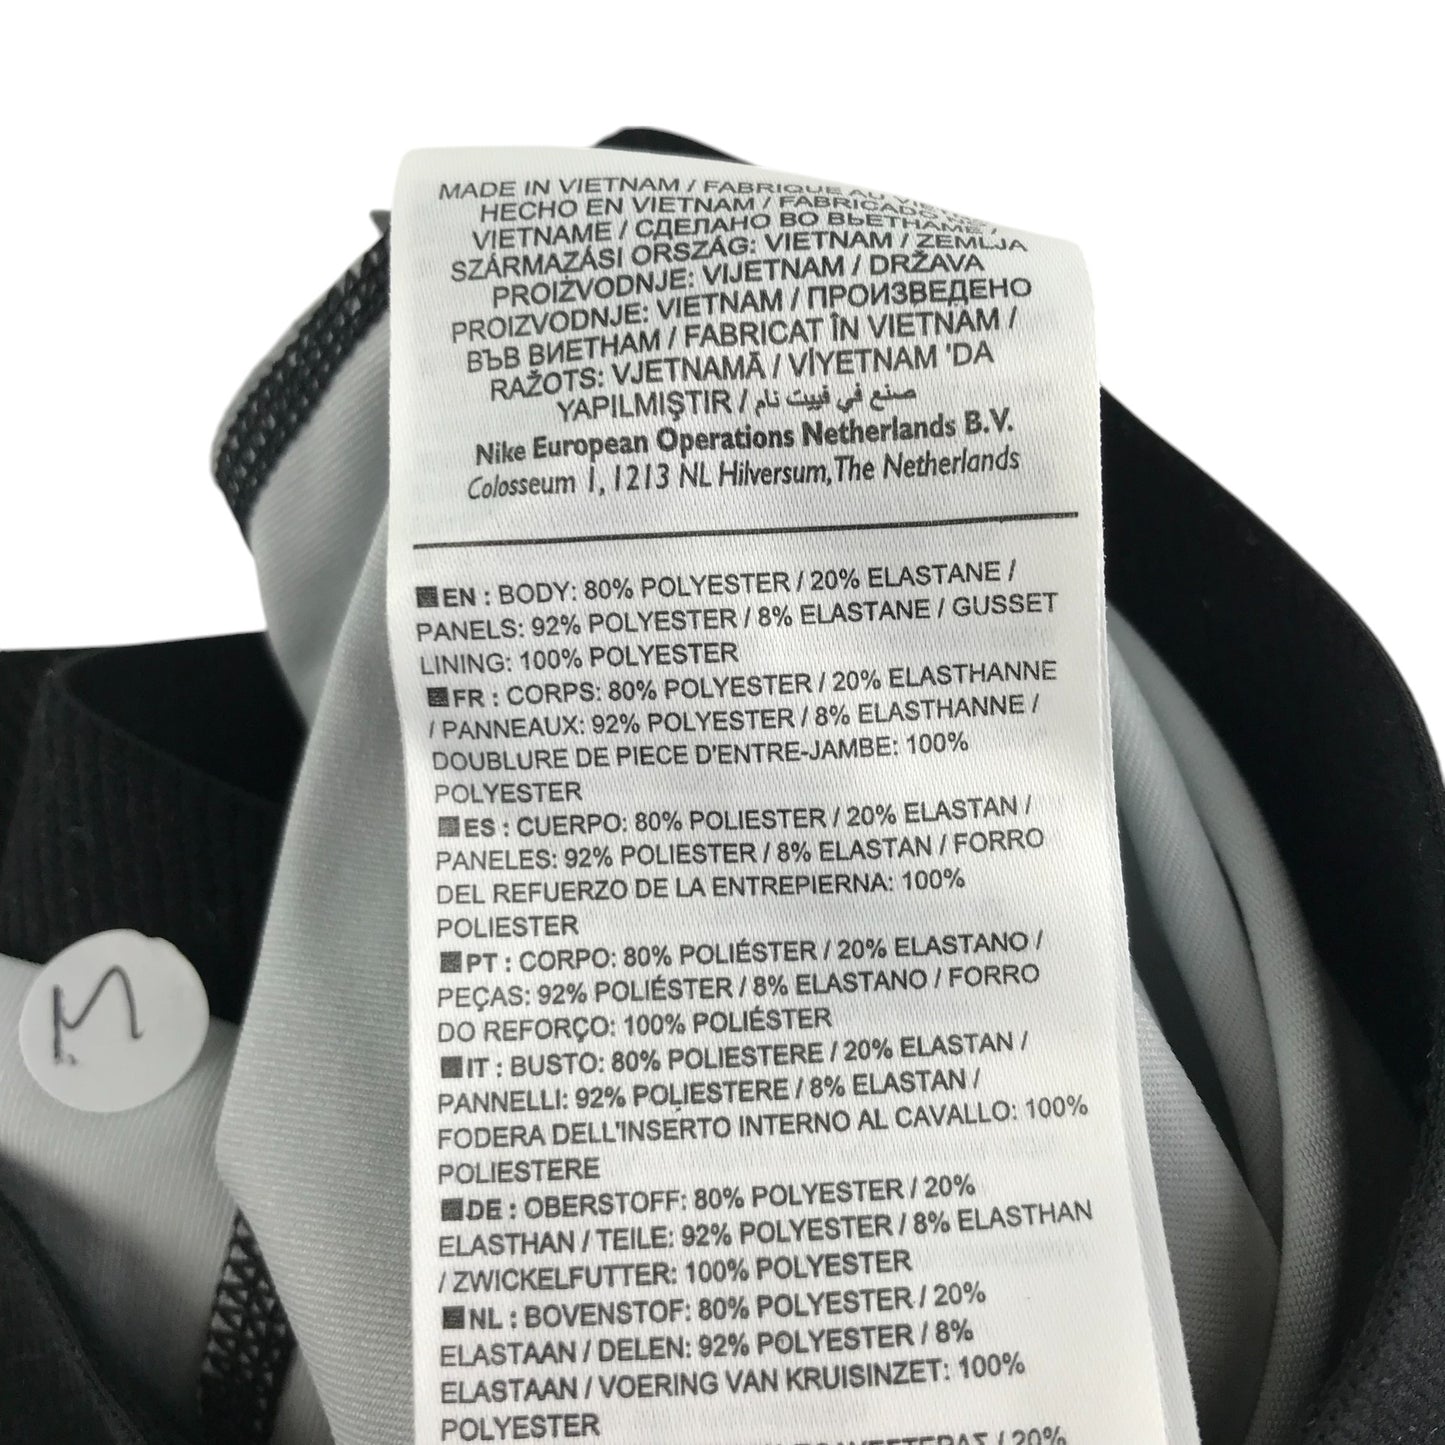 MADE IN VIETNAM / FABRIQUE AU
HECHO EN VIETNAM / FABRICADO
VIETNAME / СДЕЛАНО ВО ВЬЕТНАМЕ /
SZÁRMAZÁSI ORSZÁG: VIETNAM / ZEMLJA
PROIZVODNJE: VIJETNAM / DRŽAVA
PROIZVODNJE: VIETNAM / ПРОИЗВЕДЕНО
ВЪВ ВИЕТНАМ / FABRICAT ÎN VIETNAM /
RAŽOTS: VJETNAMĀ / VİYETNAM 'DA
YAPILMIŞTIR / صنع في فييت نام
Nike European Operations Netherlands B.V.
Colosseum 1, 1213 NL Hilversum, The Netherlands
EN : BODY: 80% POLYESTER / 20% ELASTANE /
PANELS: 92% POLYESTER / 8% ELASTANE / GUSSET
LINING: 100% POLYESTER
FR : CORPS: 80% POLYESTER / 20% ELASTHANNE
/ PANNEAUX: 92% POLYESTER / 8% ELASTHANNE /
DOUBLURE DE PIECE D'ENTRE-JAMBE: 100%
POLYESTER
ES : CUERPO: 80% POLIESTER / 20% ELASTAN /
PANELES: 92% POLIESTER / 8% ELASTAN / FORRO
DEL REFUERZO DE LA ENTREPIERNA: 100%
POLIESTER
PT : CORPO: 80% POLIÉSTER / 20% ELASTANO /
PEÇAS: 92% POLIÉSTER / 8% ELASTANO / FORRO
DO REFORÇO: 100% POLIÉSTER
IT : BUSTO: 80% POLIESTERE / 20% ELASTAN /
PANNELLI: 92% POLIESTERE / 8% ELASTAN /
FODERA DELL'INSERTO INTERNO AL CAVALLO: 100%
POLIESTERE
DE : OBERSTOFF: 80% POLYESTER / 20%
ELASTHAN / TEILE: 92% POLYESTER / 8% ELASTHAN
/ ZWICKELFUTTER: 100% POLYESTER
NL : BOVENSTOF: 80% POLYESTER / 20%
ELASTAAN / DELEN: 92% POLYESTER / 8%
ELASTAAN / VOERING VAN KRUISINZET: 100%
POLYESTER
/ 20%
M